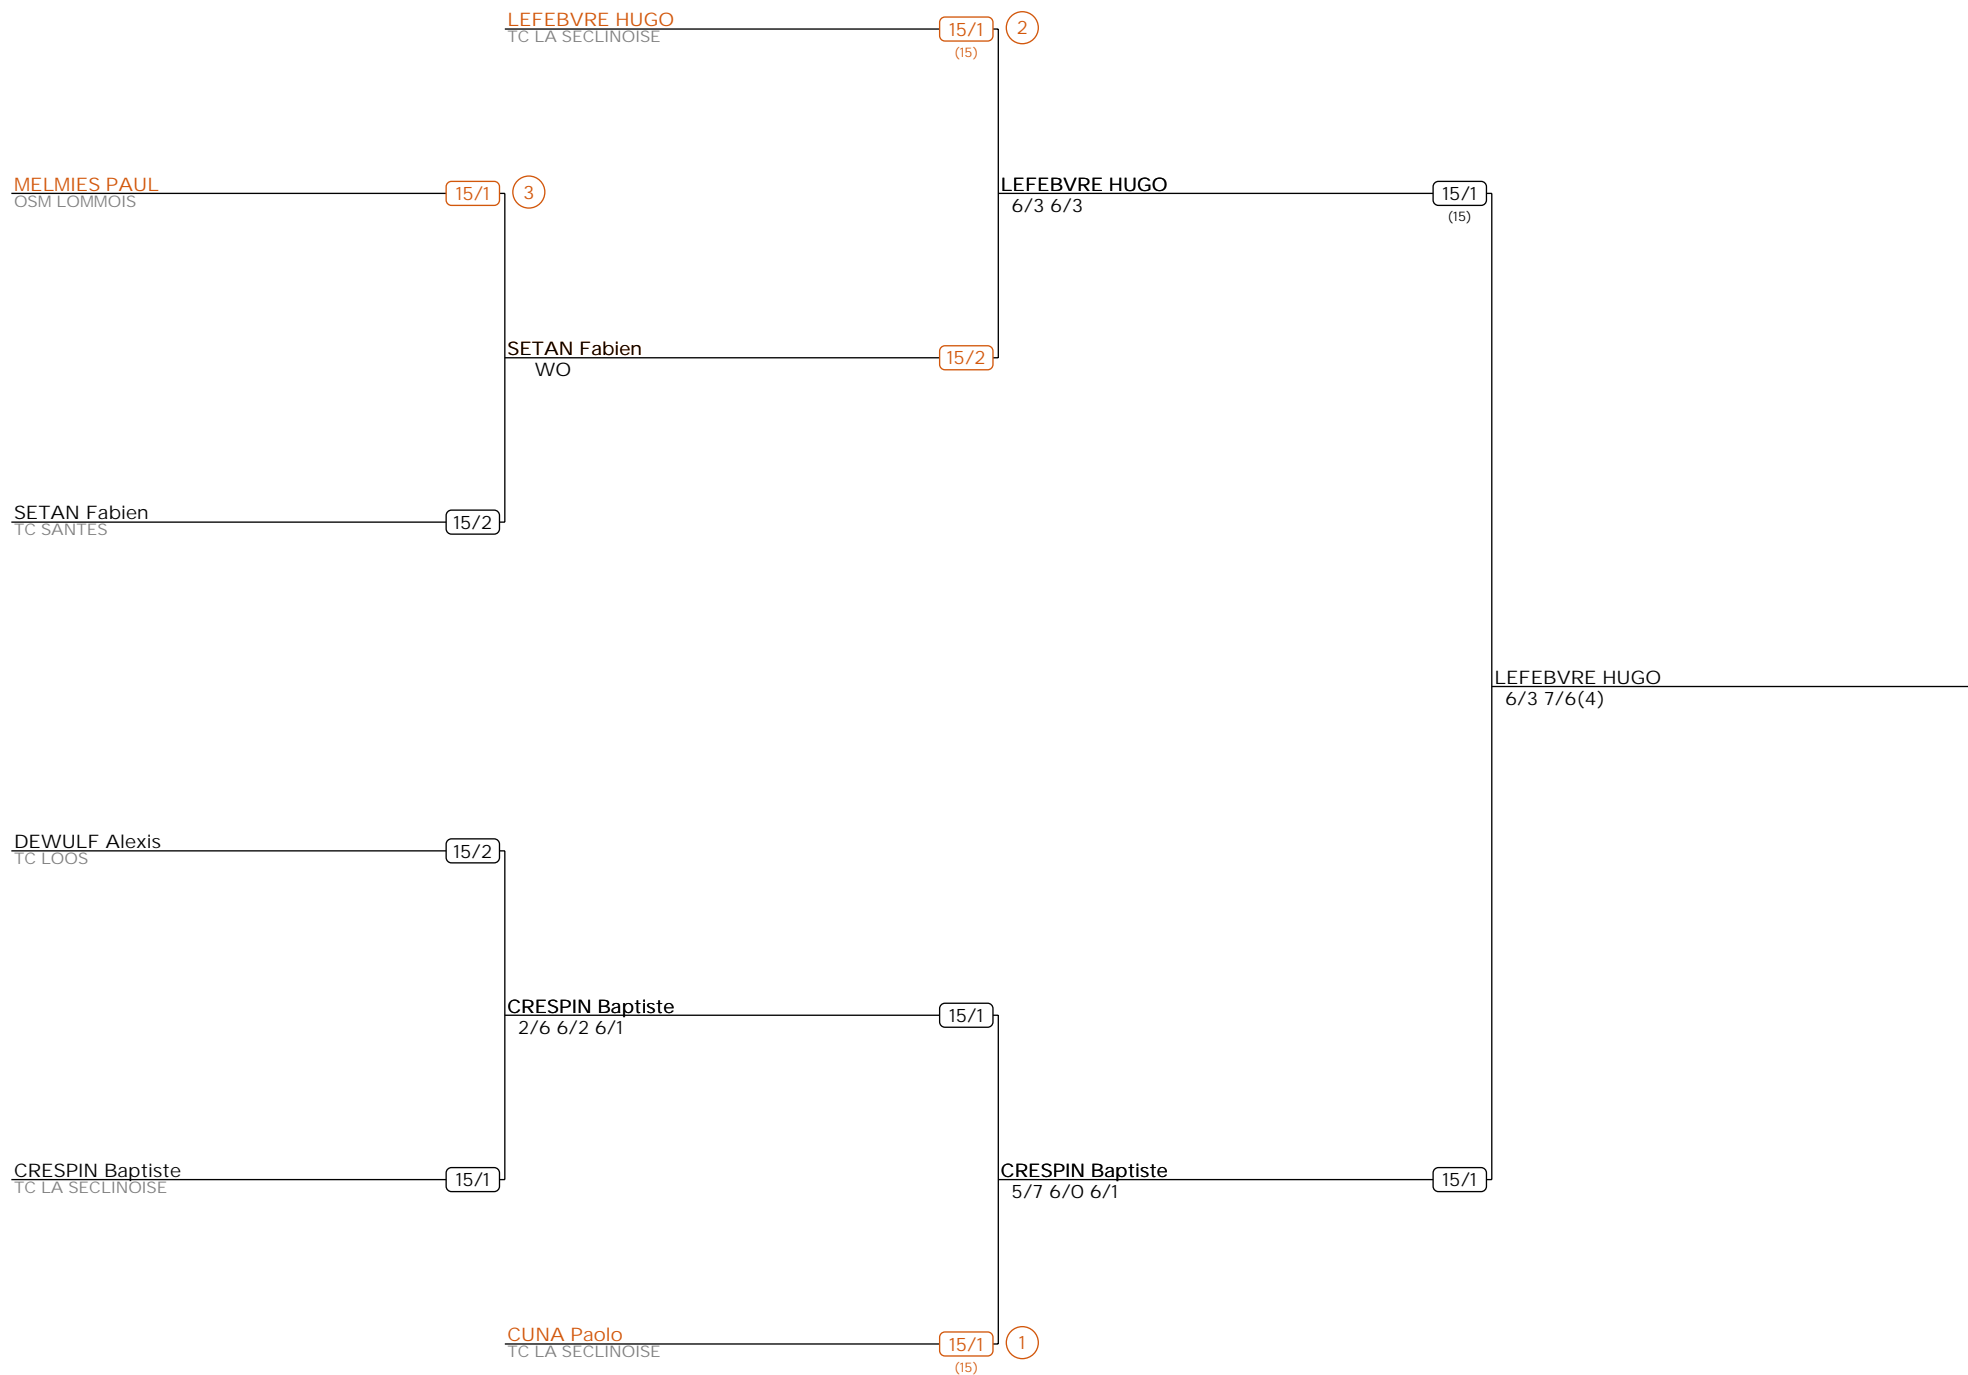 LEFEBVRE HUGO
TC LA SECLINOISE
15/1
(15)
2
MELMIES PAUL
OSM LOMMOIS
15/1
3
LEFEBVRE HUGO
6/3 6/3
15/1
(15)
SETAN Fabien
WO
15/2
SETAN Fabien
TC SANTES
15/2
LEFEBVRE HUGO
6/3 7/6(4)
DEWULF Alexis
TC LOOS
15/2
CRESPIN Baptiste
2/6 6/2 6/1
15/1
CRESPIN Baptiste
TC LA SECLINOISE
15/1
CRESPIN Baptiste
5/7 6/0 6/1
15/1
CUNA Paolo
TC LA SECLINOISE
15/1
(15)
1